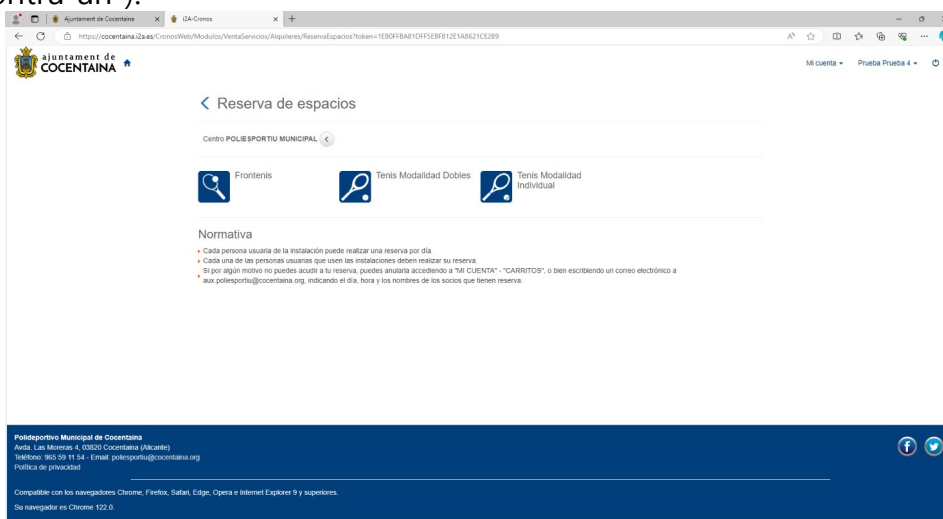 ontra-un").
Ajuntament de Cocentaina
i2A-Cronos
https://cocentaina.i2a.es/CronosWeb/Modulos/VentaServicios/Alquileres/ReservaEspacios?token=1EB0FFBA81DFF5EBFB12E1A8621CE2B9
ajuntament de
COCENTAINA
Mi cuenta
Prueba Prueba 4
Reserva de espacios
Centro POLIESPORTIU MUNICIPAL
Frontenis
Tenis Modalidad Dobles
Tenis Modalidad
Individual
Normativa
Cada persona usuaria de la instalación puede realizar una reserva por día.
Cada una de las personas usuarias que usen las instalaciones deben realizar su reserva.
Si por algún motivo no puedes acudir a tu reserva, puedes anularla accediendo a "MI CUENTA" - "CARRITOS", o bien escribiendo un correo electrónico a
aux.poliesportiu@cocentaina.org, indicando el día, hora y los nombres de los socios que tienen reserva.
Polideportivo Municipal de Cocentaina
Avda. Las Moreras 4, 03820 Cocentaina (Alicante)
Teléfono: 965 59 11 54 - Email: poliesportiu@cocentaina.org
Política de privacidad
Compatible con los navegadores Chrome, Firefox, Safari, Edge, Opera e Internet Explorer 9 y superiores.
Su navegador es Chrome 122.0.